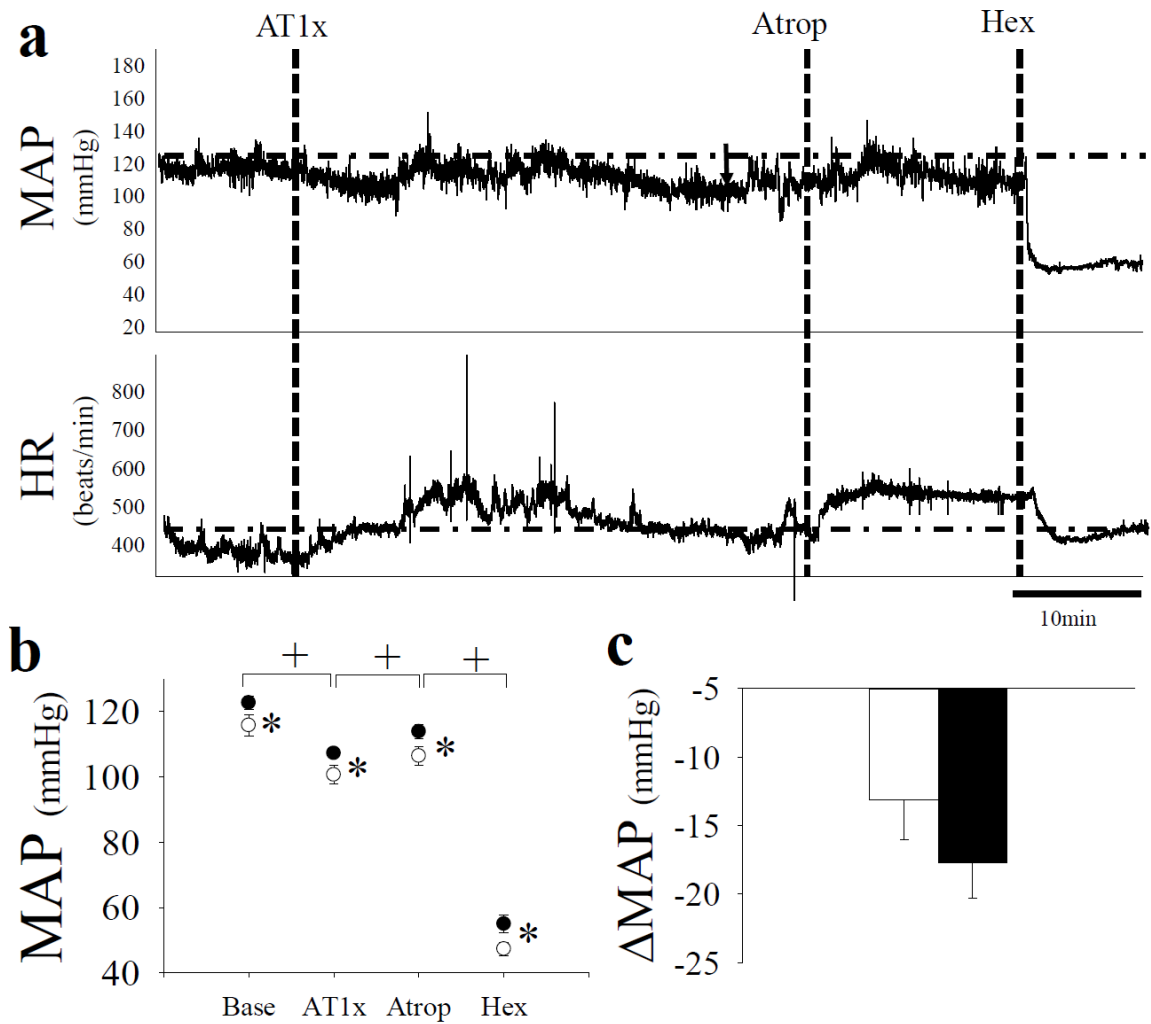 a
AT1x
Atrop
Hex
MAP
(mmHg)
180
160
140
120
100
80
60
40
20
HR
(beats/min)
800
700
600
500
400
10min
b
+
+
+
MAP (mmHg)
120
100
80
60
40
*
*
*
*
Base
AT1x
Atrop
Hex
c
ΔMAP (mmHg)
-5
-10
-15
-20
-25